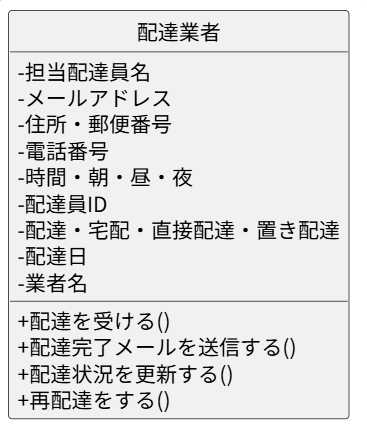 配達業者
-担当配達員名
-メールアドレス
-住所・郵便番号
-電話番号
-時間・朝・昼・夜
-配達員ID
-配達・宅配・直接配達・置き配達
-配達日
-業者名
+配達を受ける()
+配達完了メールを送信する()
+配達状況を更新する()
+再配達をする()